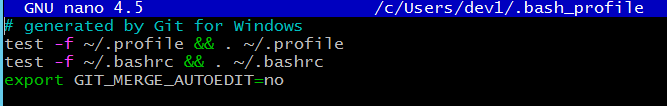 GNU nano 4.5 /c/Users/dev1/.bash_profile
# generated by Git for Windows
test -f ~/.profile && . ~/.profile
test -f ~/.bashrc && . ~/.bashrc
export GIT_MERGE_AUTOEDIT=no